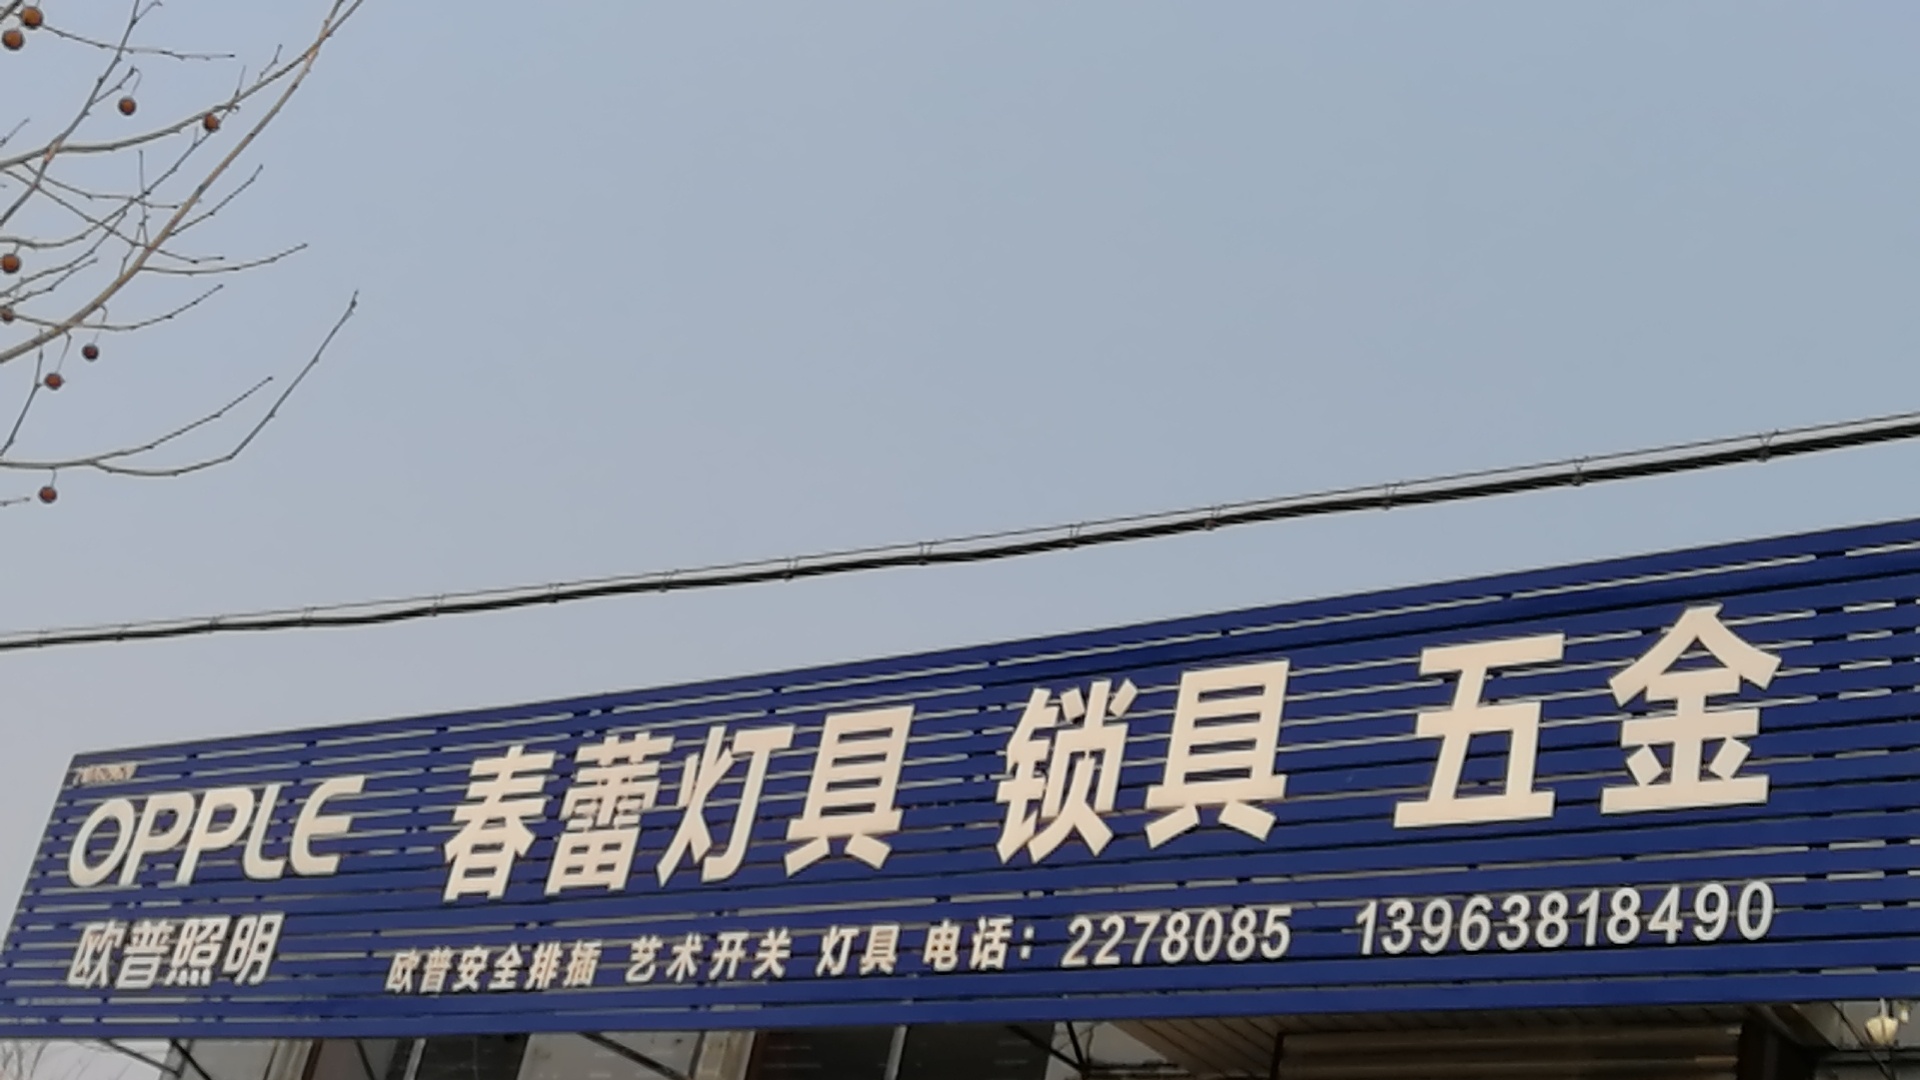 OPPLE 春蕾灯具 锁具 五金
欧普照明
欧普安全排插 艺术开关 灯具 电话：2278085 13963818490